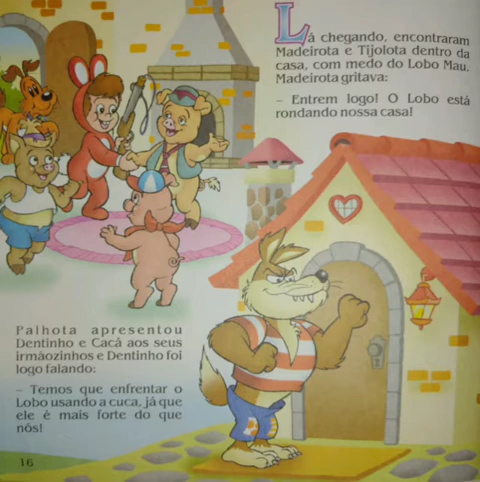 Lá chegando, encontraram
Madeirota e Tijolota dentro da
casa, com medo do Lobo Mau.
Madeirota gritava:
– Entrem logo! O Lobo está
rondando nossa casa!
Palhota apresentou
Dentinho e Cacá aos seus
irmãozinhos e Dentinho foi
logo falando:
– Temos que enfrentar o
Lobo usando a cuca, já que
ele é mais forte do que
nós!
16